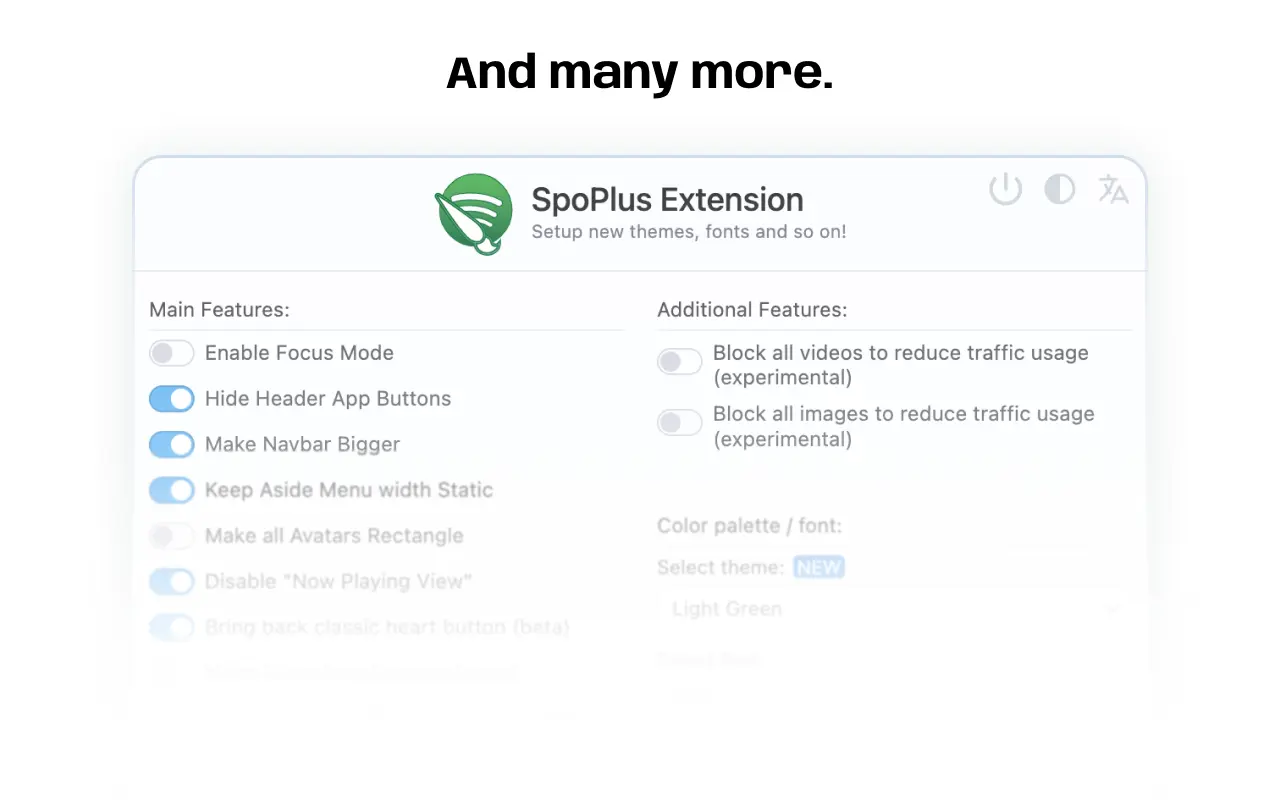 And many more.
SpoPlus Extension
Setup new themes, fonts and so on!
Main Features:
Enable Focus Mode
Hide Header App Buttons
Make Navbar Bigger
Keep Aside Menu width Static
Make all Avatars Rectangle
Disable "Now Playing View"
Bring back classic heart button (beta)
Additional Features:
Block all videos to reduce traffic usage
(experimental)
Block all images to reduce traffic usage
(experimental)
Color palette / font:
Select theme: NEW
Light Green